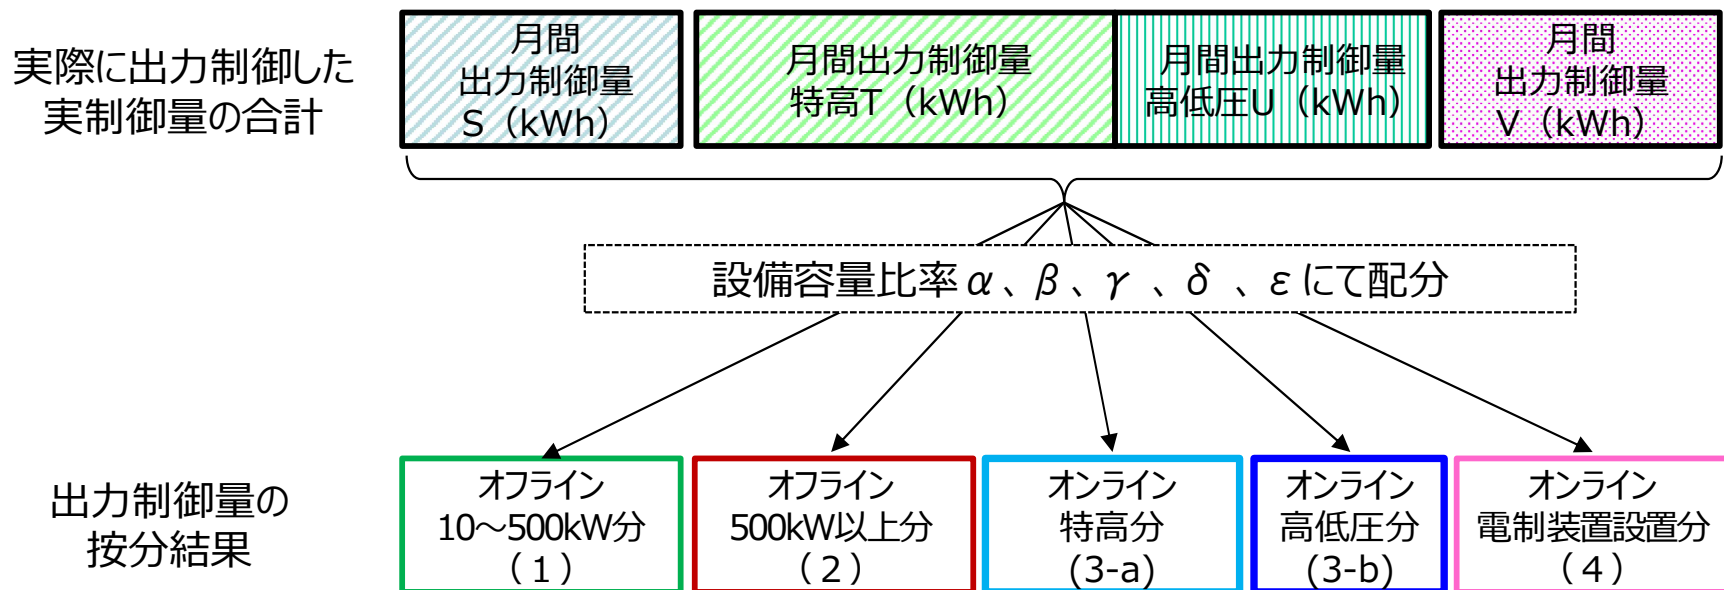 実際に出力制御した
実制御量の合計
月間
出力制御量
S（kWh）
月間出力制御量
特高T（kWh）
月間出力制御量
高低圧U（kWh）
月間
出力制御量
V（kWh）
設備容量比率α、β、γ、δ、εにて配分
出力制御量の
按分結果
オフライン
10～500kW分
（１）
オフライン
500kW以上分
（２）
オンライン
特高分
(3-a)
オンライン
高低圧分
(3-b)
オンライン
電制装置設置分
（４）